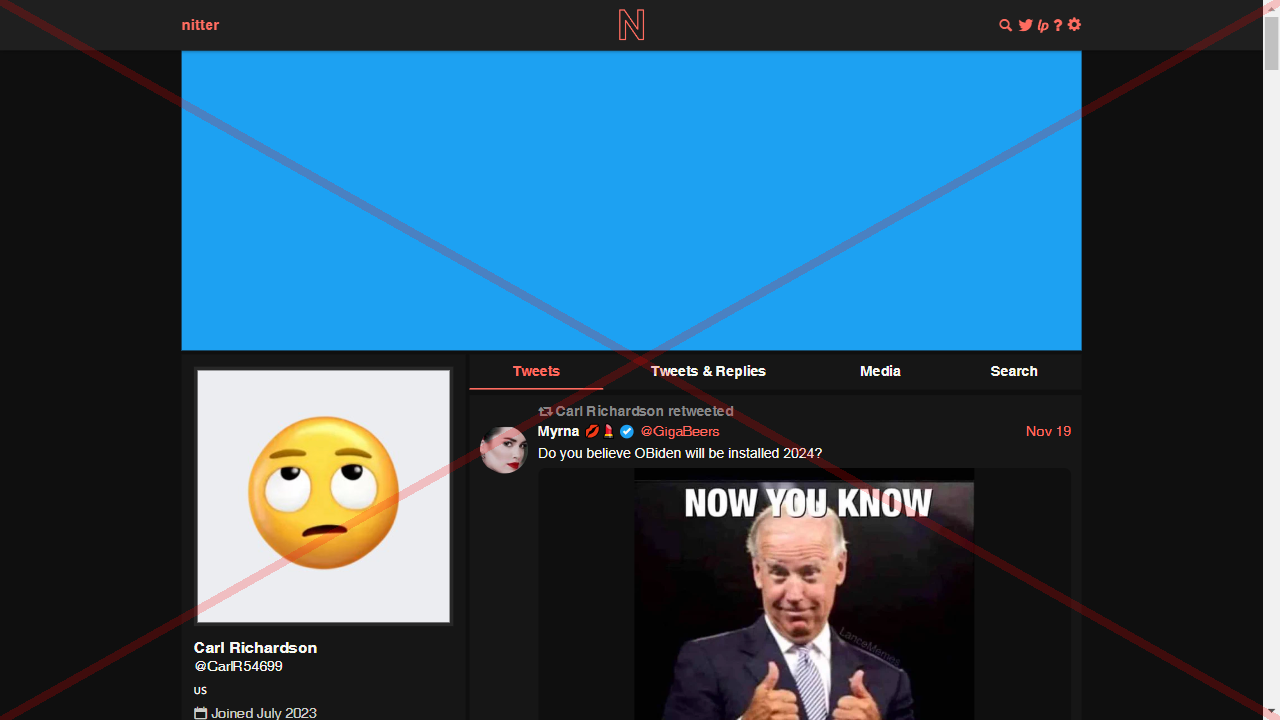 nitter
N
lp ?
Tweets Tweets & Replies Media Search
Carl Richardson retweeted
Myrna 💋💄 @GigaBeers Nov 19
Do you believe OBiden will be installed 2024?
NOW YOU KNOW
LanceMemes
Carl Richardson
@CarlR54699
US
Joined July 2023